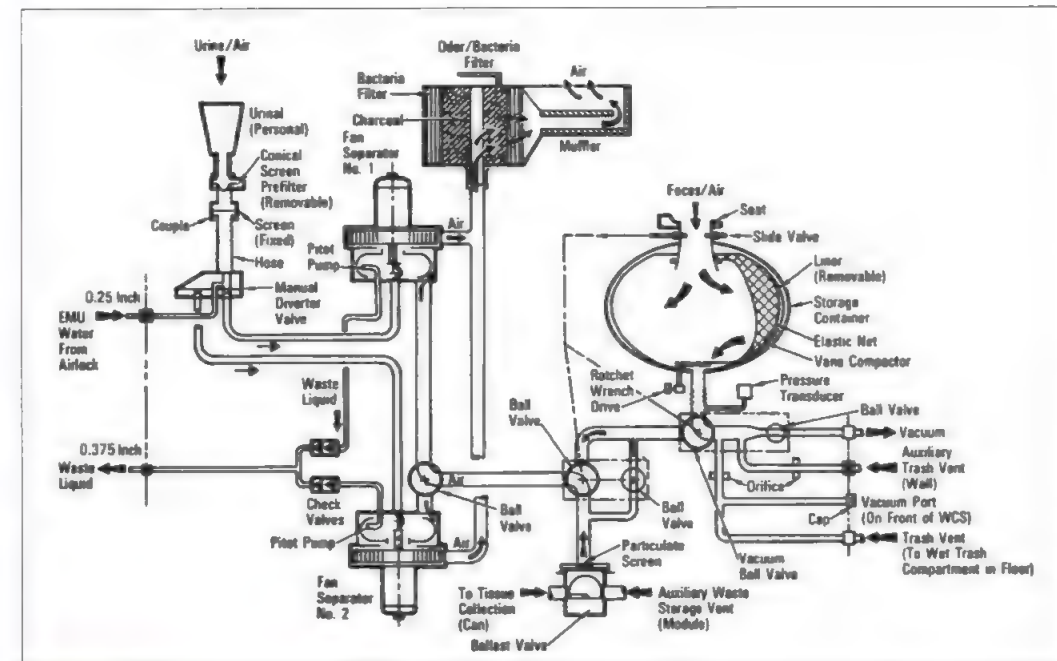 Urine/Air
Odor/Bacteria
Filter
Bacteria
Filter
Air
Charcoal
Muffler
Urinal
(Personal)
Conical
Screen
Prefilter
(Removable)
Couple
Screen
(Fixed)
Hose
Manual
Diverter
Valve
Fan
Separator
No. 1
Air
Pitot
Pump
0.25 Inch
EMU
Water
From
Airlock
Waste
Liquid
0.375 Inch
Waste
Liquid
Check
Valves
Pitot Pump
Air
Fan
Separator
No. 2
Air
Ball
Valve
Feces/Air
Seat
Slide Valve
Liner
(Removable)
Storage
Container
Elastic Net
Vane Compactor
Pressure
Transducer
Ratchet
Wrench
Drive
Ball
Valve
Ball Valve
Vacuum
Auxiliary
Trash Vent
(Wall)
Orifice
Vacuum Port
(On Front of WCS)
Cap
Ball
Valve
Trash Vent
(To Wet Trash
Compartment in Floor)
Vacuum
Ball Valve
Particulate
Screen
To Tissue
Collection
(Can)
Auxiliary Waste
Storage Vent
(Module)
Ballast Valve